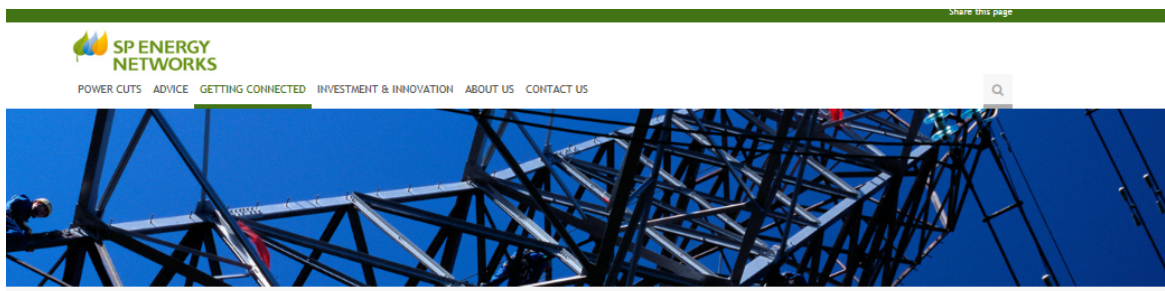 Share this page
SP ENERGY
NETWORKS
POWER CUTS ADVICE GETTING CONNECTED INVESTMENT & INNOVATION ABOUT US CONTACT US